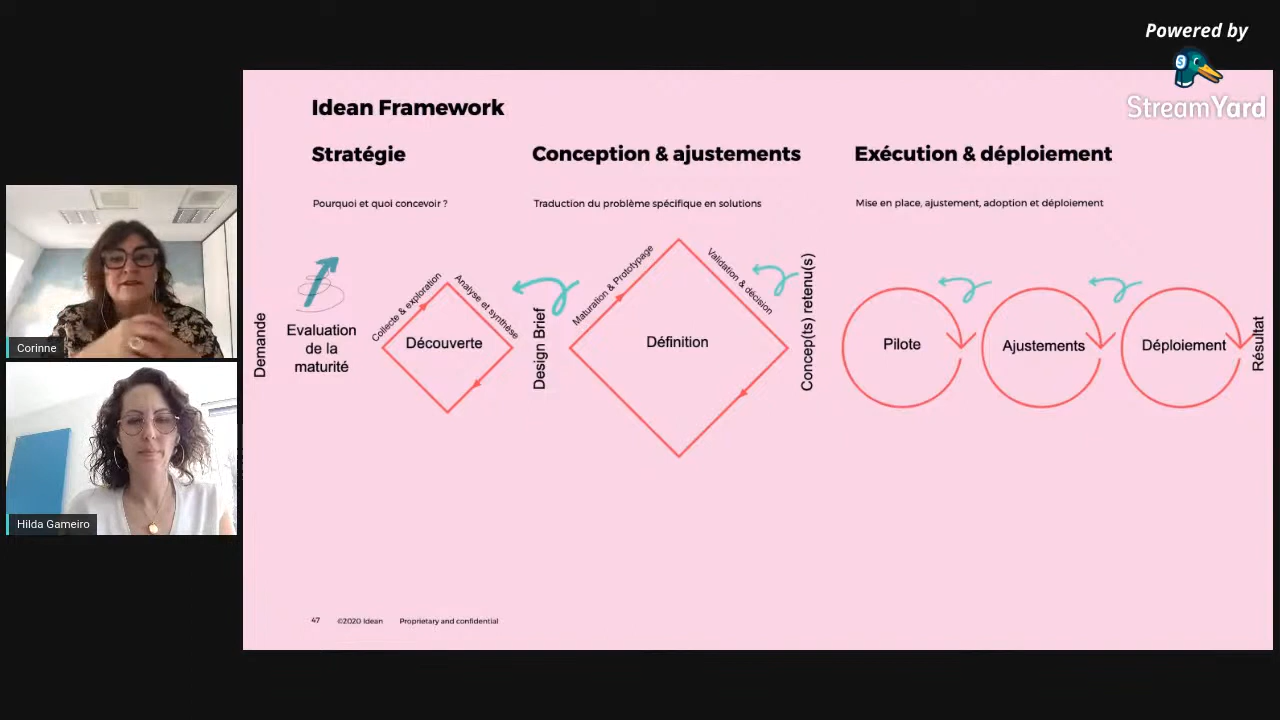 Powered by
StreamYard
Idean Framework
Stratégie
Conception & ajustements
Exécution & déploiement
Pourquoi et quoi concevoir ?
Traduction du problème spécifique en solutions
Mise en place, ajustement, adoption et déploiement
Demande
Evaluation
de la
maturité
Collecte & exploration
Analyse et synthèse
Découverte
Design Brief
Maturation & Prototypage
Validation & décision
Définition
Concep(ts) retenu(s)
Pilote
Ajustements
Déploiement
Résultat
Corinne
Hilda Gameiro
47 ©2020 Idean Proprietary and confidential